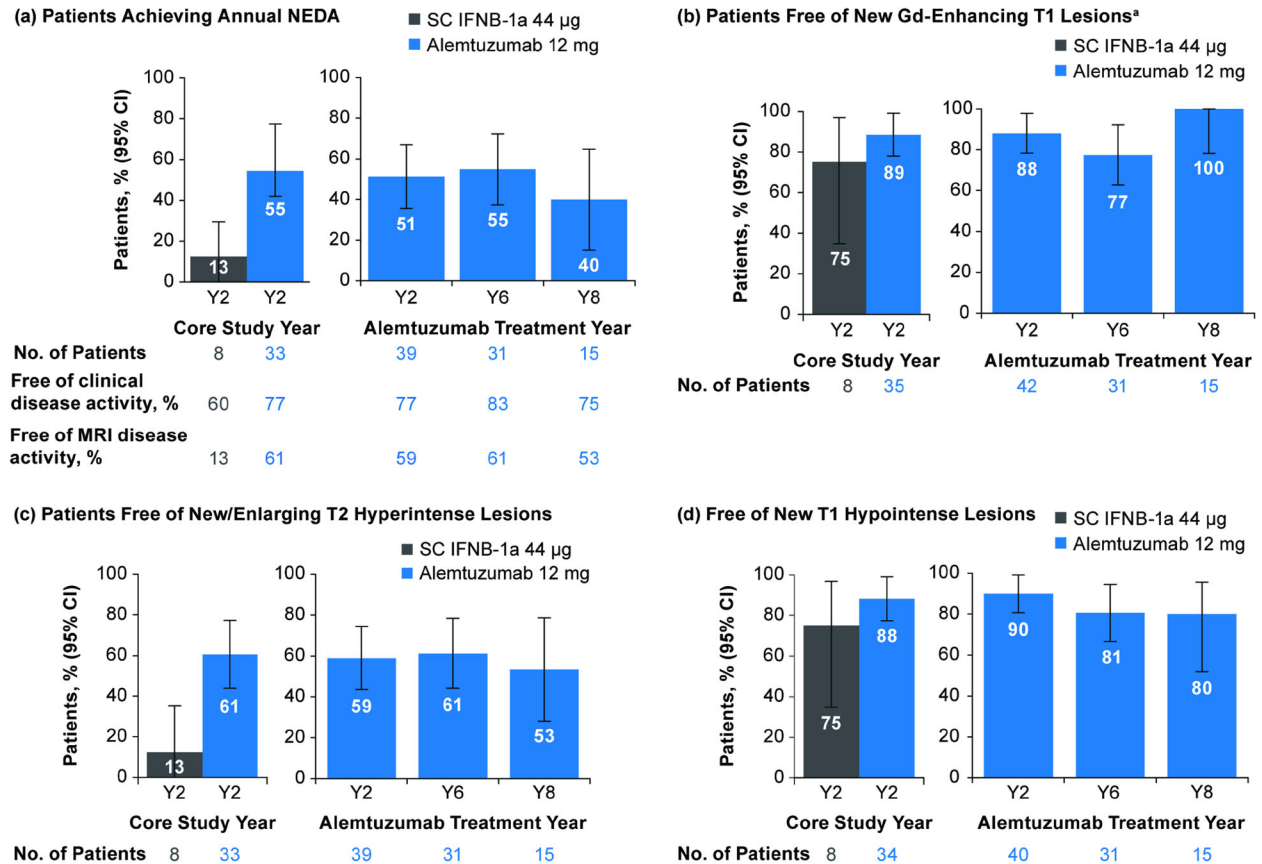 (a) Patients Achieving Annual NEDA
SC IFNB-1a 44 µg
Alemtuzumab 12 mg
Patients, % (95% CI)
100
80
60
40
20
0
13
55
Y2 Y2
Core Study Year
100
80
60
40
20
0
51
55
40
Y2 Y6 Y8
Alemtuzumab Treatment Year
No. of Patients 8 33 39 31 15
Free of clinical
disease activity, % 60 77 77 83 75
Free of MRI disease
activity, % 13 61 59 61 53
(b) Patients Free of New Gd-Enhancing T1 Lesionsᵃ
SC IFNB-1a 44 µg
Alemtuzumab 12 mg
Patients, % (95% CI)
100
80
60
40
20
0
75
89
Y2 Y2
Core Study Year
100
80
60
40
20
0
88
77
100
Y2 Y6 Y8
Alemtuzumab Treatment Year
No. of Patients 8 35 42 31 15
(c) Patients Free of New/Enlarging T2 Hyperintense Lesions
SC IFNB-1a 44 µg
Alemtuzumab 12 mg
Patients, % (95% CI)
100
80
60
40
20
0
13
61
Y2 Y2
Core Study Year
100
80
60
40
20
0
59
61
53
Y2 Y6 Y8
Alemtuzumab Treatment Year
No. of Patients 8 33 39 31 15
(d) Free of New T1 Hypointense Lesions
SC IFNB-1a 44 µg
Alemtuzumab 12 mg
Patients, % (95% CI)
100
80
60
40
20
0
75
88
Y2 Y2
Core Study Year
100
80
60
40
20
0
90
81
80
Y2 Y6 Y8
Alemtuzumab Treatment Year
No. of Patients 8 34 40 31 15